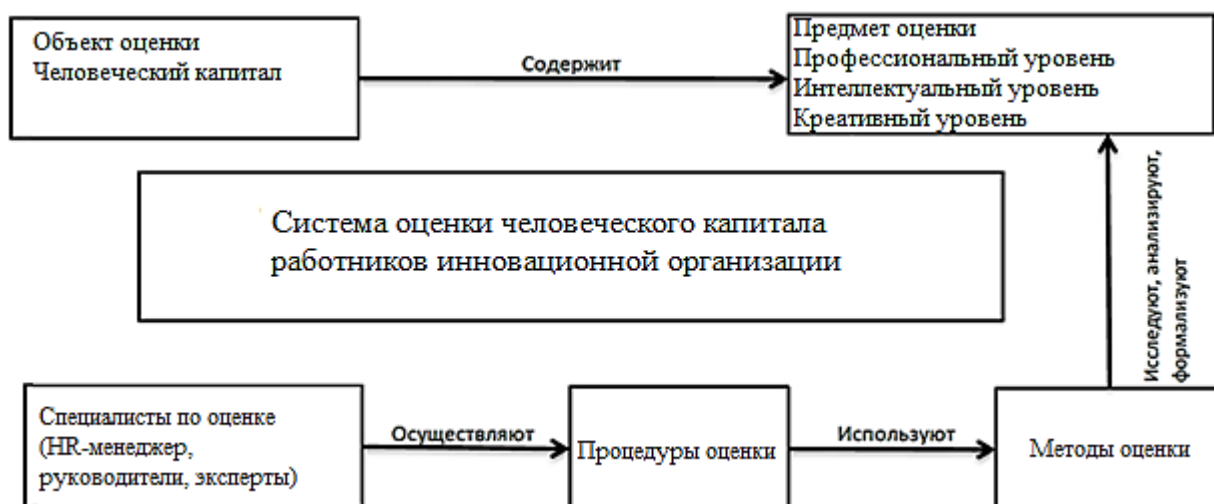 Объект оценки
Человеческий капитал
Содержит
Предмет оценки
Профессиональный уровень
Интеллектуальный уровень
Креативный уровень
Исследуют, анализируют,
формализуют
Система оценки человеческого капитала
работников инновационной организации
Специалисты по оценке
(HR-менеджер,
руководители, эксперты)
Осуществляют
Процедуры оценки
Используют
Методы оценки